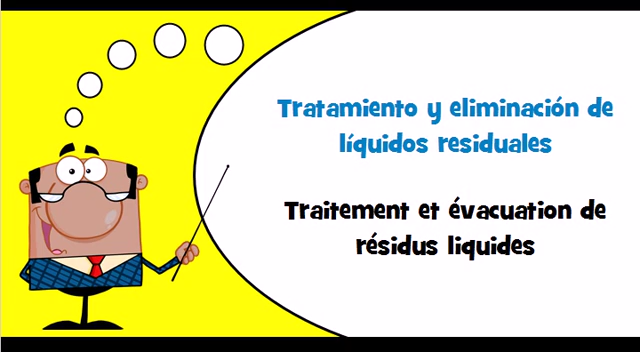 Tratamiento y eliminación de
líquidos residuales
Traitement et évacuation de
résidus liquides